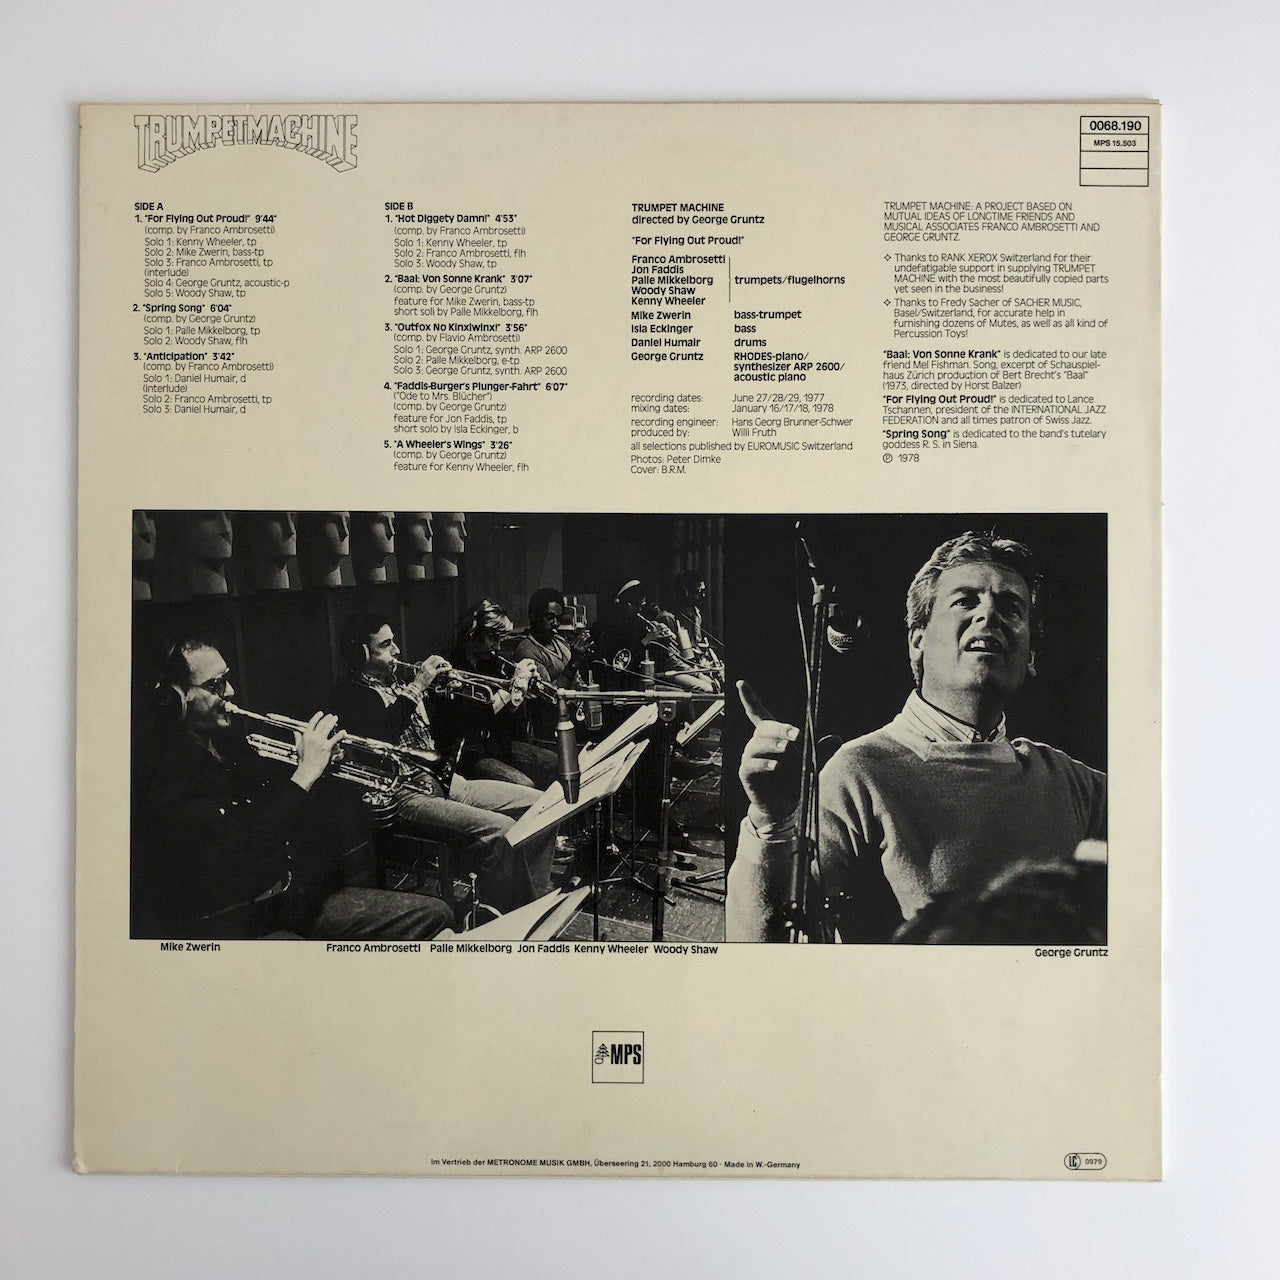 TRUMPETMACHINE
0068.190
MPS 15.503
SIDE A
1. "For Flying Out Proud!" 9'44"
(comp. by Franco Ambrosetti)
Solo 1: Kenny Wheeler, tp
Solo 2: Mike Zwerin, bass-tp
Solo 3: Franco Ambrosetti, tp
(interlude)
Solo 4: George Gruntz, acoustic-p
Solo 5: Woody Shaw, tp
2. "Spring Song" 6'04"
(comp. by George Gruntz)
Solo 1: Palle Mikkelborg, tp
Solo 2: Woody Shaw, flh
3. "Anticipation" 3'42"
(comp. by Franco Ambrosetti)
Solo 1: Daniel Humair, d
(interlude)
Solo 2: Franco Ambrosetti, tp
Solo 3: Daniel Humair, d
SIDE B
1. "Hot Diggety Damn!" 4'53"
(comp. by Franco Ambrosetti)
Solo 1: Kenny Wheeler, tp
Solo 2: Franco Ambrosetti, flh
Solo 3: Woody Shaw, tp
2. "Baal: Von Sonne Krank" 3'07"
(comp. by George Gruntz)
feature for Mike Zwerin, bass-tp
short soli by Palle Mikkelborg, flh
3. "Outfox No Kinxiwinx!" 3'56"
(comp. by Flavio Ambrosetti)
Solo 1: George Gruntz, synth. ARP 2600
Solo 2: Palle Mikkelborg, e-tp
Solo 3: George Gruntz, synth. ARP 2600
4. "Faddis-Burger's Plunger-Fahrt" 6'07"
("Ode to Mrs. Blücher")
(comp. by George Gruntz)
feature for Jon Faddis, tp
short solo by Isla Eckinger, b
5. "A Wheeler's Wings" 3'26"
(comp. by George Gruntz)
feature for Kenny Wheeler, flh
TRUMPET MACHINE
directed by George Gruntz
"For Flying Out Proud!"
Franco Ambrosetti
Jon Faddis
Palle Mikkelborg trumpets/flugelhorns
Woody Shaw
Kenny Wheeler
Mike Zwerin bass-trumpet
Isla Eckinger bass
Daniel Humair drums
George Gruntz RHODES-piano/
synthesizer ARP 2600/
acoustic piano
recording dates: June 27/28/29, 1977
mixing dates: January 16/17/18, 1978
recording engineer: Hans Georg Brunner-Schwer
produced by: Willi Fruth
all selections published by EUROMUSIC Switzerland
Photos: Peter Dimke
Cover: B.R.M.
TRUMPET MACHINE: A PROJECT BASED ON
MUTUAL IDEAS OF LONGTIME FRIENDS AND
MUSICAL ASSOCIATES FRANCO AMBROSETTI AND
GEORGE GRUNTZ.
❖ Thanks to RANK XEROX Switzerland for their
undefatigable support in supplying TRUMPET
MACHINE with the most beautifully copied parts
yet seen in the business!
❖ Thanks to Fredy Sacher of SACHER MUSIC,
Basel/Switzerland, for accurate help in
furnishing dozens of Mutes, as well as all kind of
Percussion Toys!
"Baal: Von Sonne Krank" is dedicated to our late
friend Mel Fishman. Song, excerpt of Schauspiel-
haus Zürich production of Bert Brecht's "Baal"
(1973, directed by Horst Balzer)
"For Flying Out Proud!" is dedicated to Lance
Tschannen, president of the INTERNATIONAL JAZZ
FEDERATION and all times patron of Swiss Jazz.
"Spring Song" is dedicated to the band's tutelary
goddess R. S. in Siena.
℗ 1978
Mike Zwerin Franco Ambrosetti Palle Mikkelborg Jon Faddis Kenny Wheeler Woody Shaw
George Gruntz
MPS
Im Vertrieb der METRONOME MUSIK GMBH, Überseering 21, 2000 Hamburg 60 · Made in W.-Germany
LC 0979